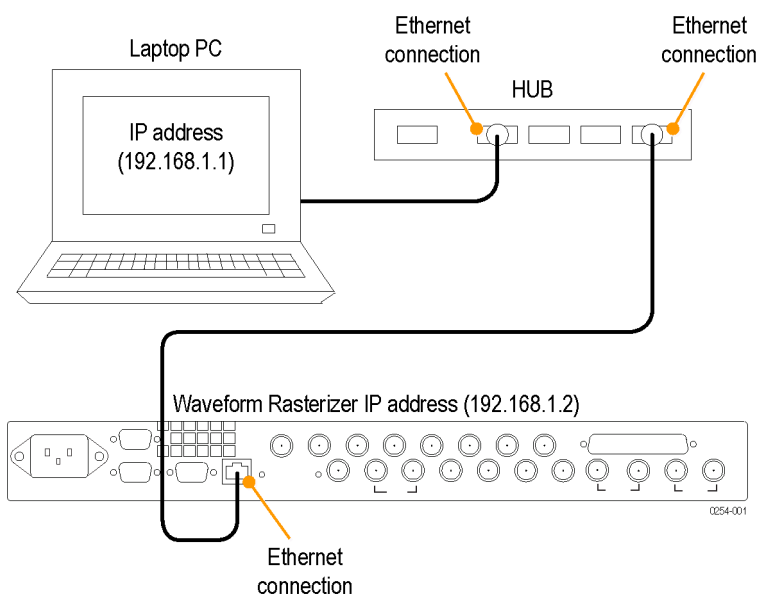 Ethernet
connection
Ethernet
connection
Laptop PC
HUB
IP address
(192.168.1.1)
Waveform Rasterizer IP address (192.168.1.2)
0254-001
Ethernet
connection